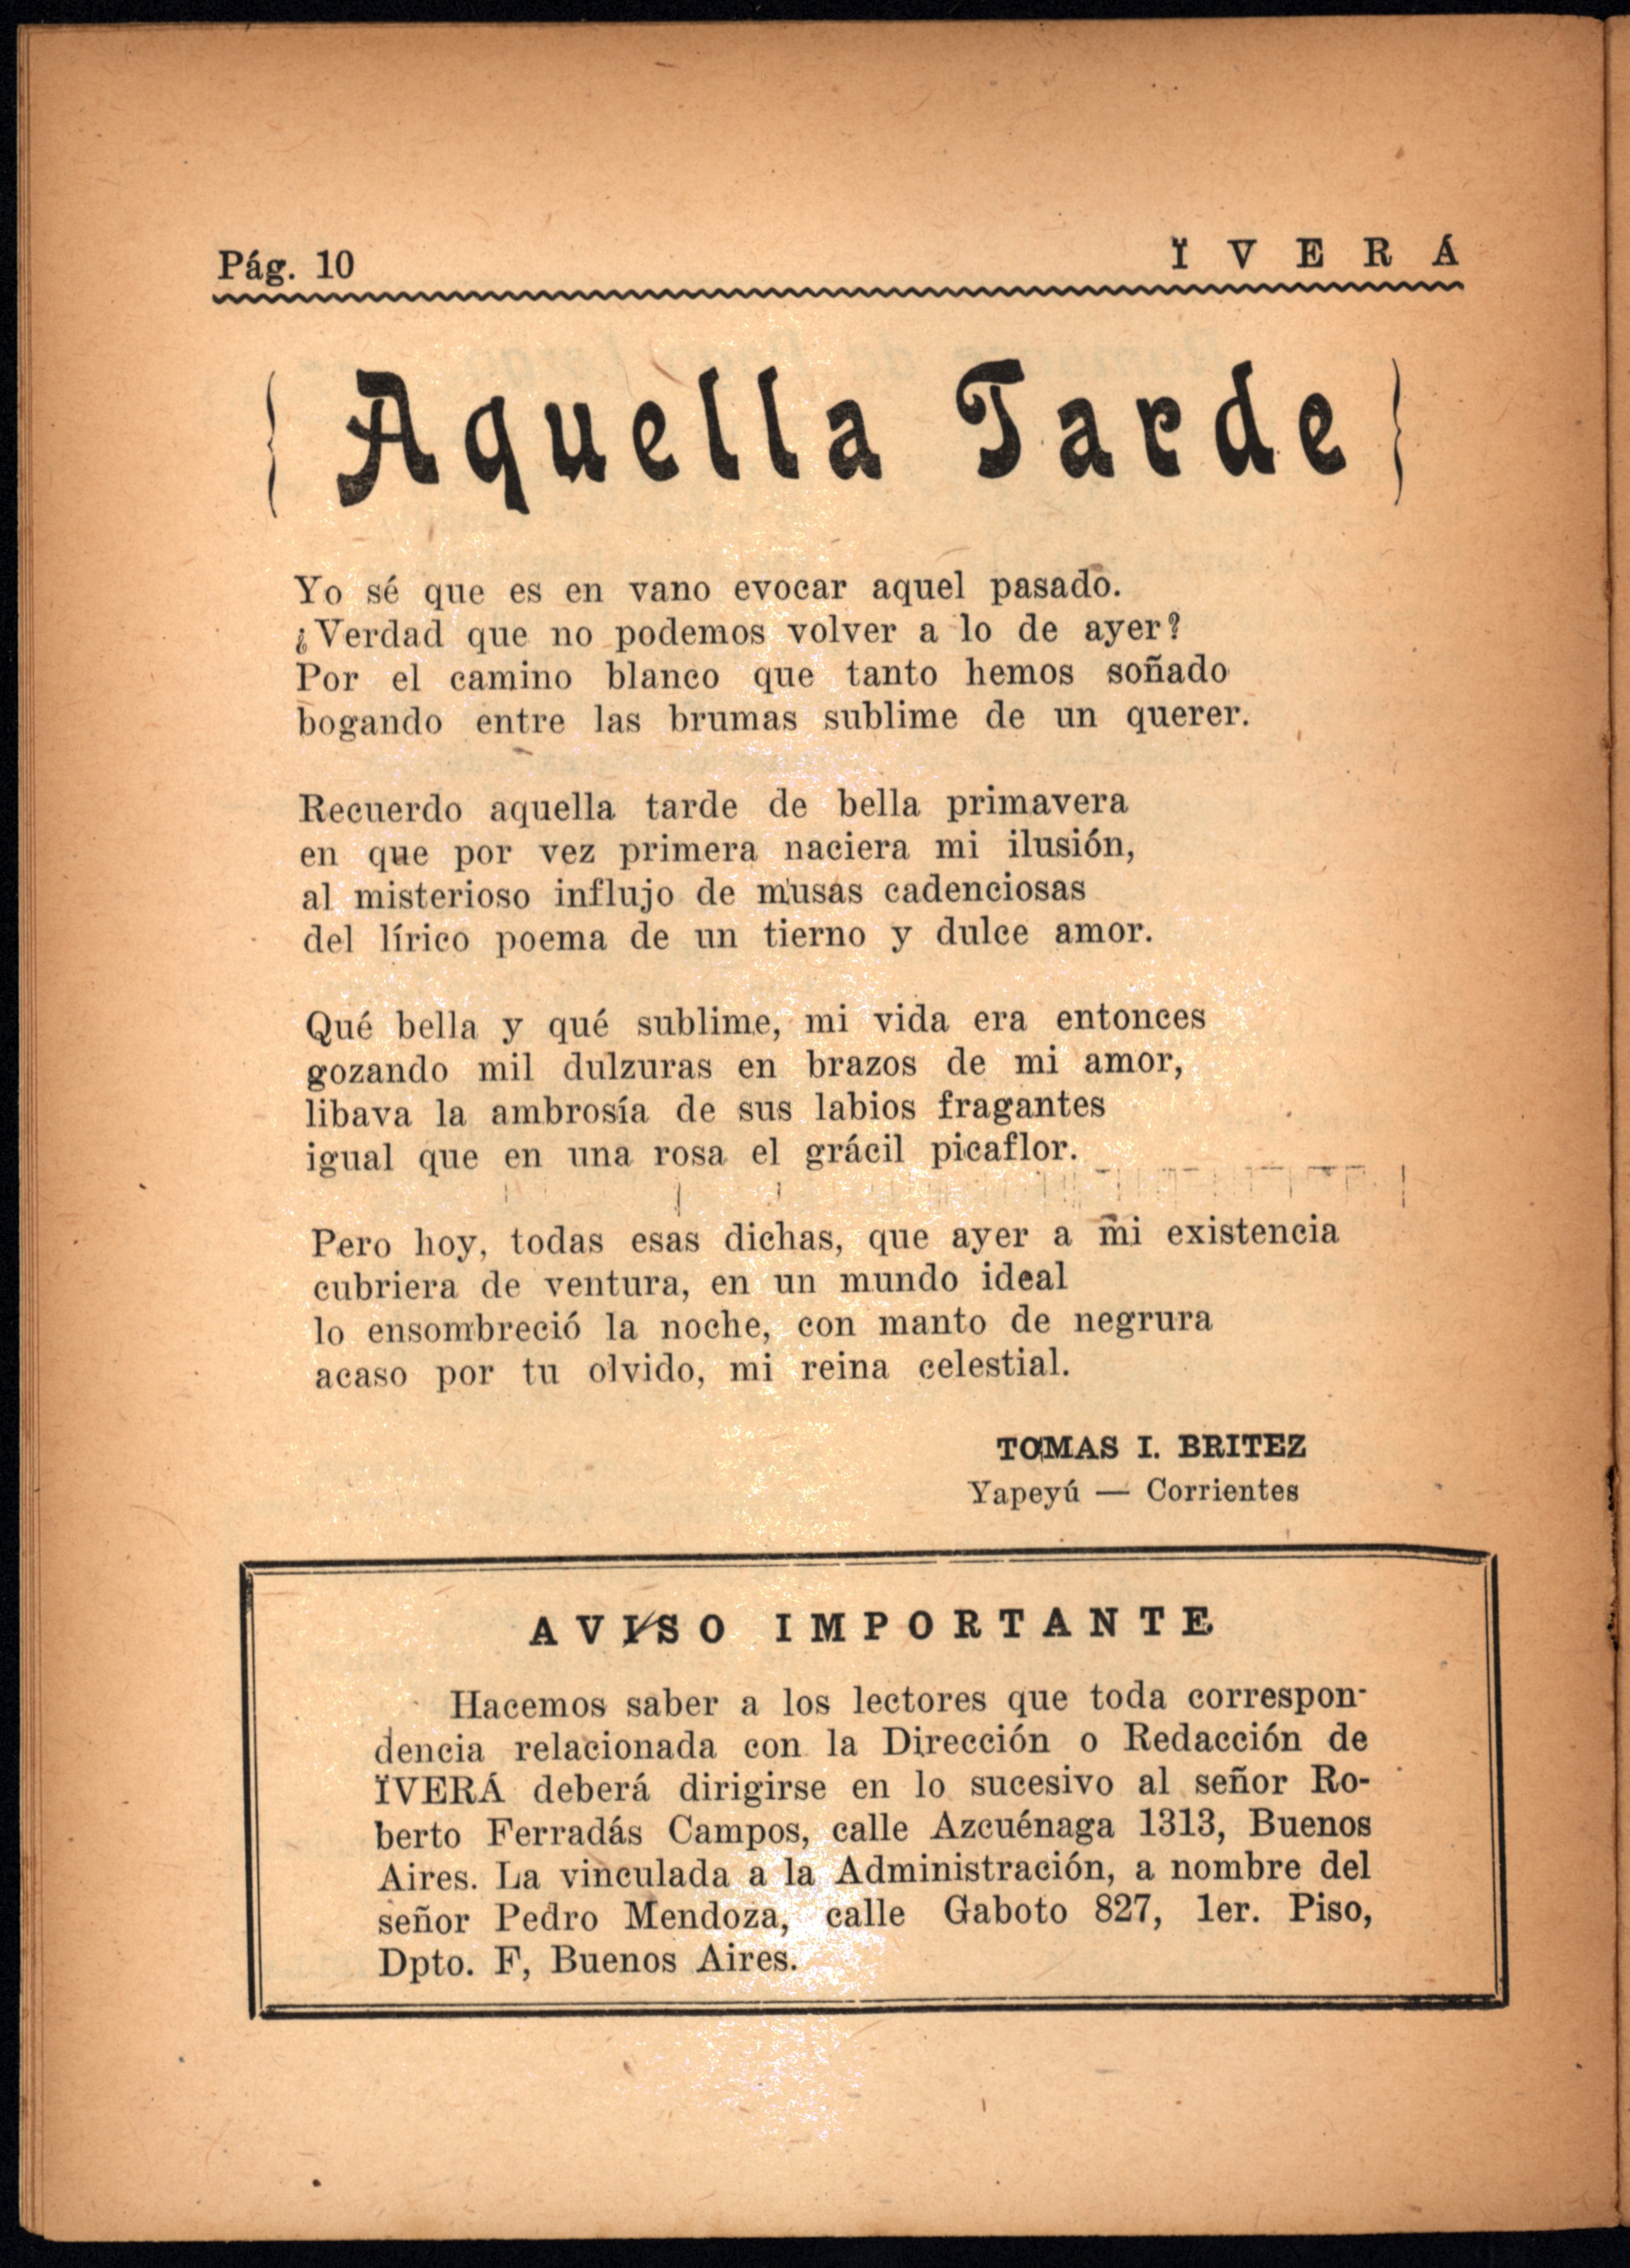 Pág. 10
ÏVERÁ
Aquella Tarde
Yo sé que es en vano evocar aquel pasado.
¿Verdad que no podemos volver a lo de ayer?
Por el camino blanco que tanto hemos soñado
bogando entre las brumas sublime de un querer.
Recuerdo aquella tarde de bella primavera
en que por vez primera naciera mi ilusión,
al misterioso influjo de musas cadenciosas
del lírico poema de un tierno y dulce amor.
Qué bella y qué sublime, mi vida era entonces
gozando mil dulzuras en brazos de mi amor,
libava la ambrosía de sus labios fragantes
igual que en una rosa el grácil picaflor.
Pero hoy, todas esas dichas, que ayer a mi existencia
cubriera de ventura, en un mundo ideal
lo ensombreció la noche, con manto de negrura
acaso por tu olvido, mi reina celestial.
TOMAS I. BRITEZ
Yapeyú — Corrientes
AVISO IMPORTANTE
Hacemos saber a los lectores que toda correspon-
dencia relacionada con la Dirección o Redacción de
ÏVERÁ deberá dirigirse en lo sucesivo al señor Ro-
berto Ferradás Campos, calle Azcuénaga 1313, Buenos
Aires. La vinculada a la Administración, a nombre del
señor Pedro Mendoza, calle Gaboto 827, 1er. Piso,
Dpto. F, Buenos Aires.